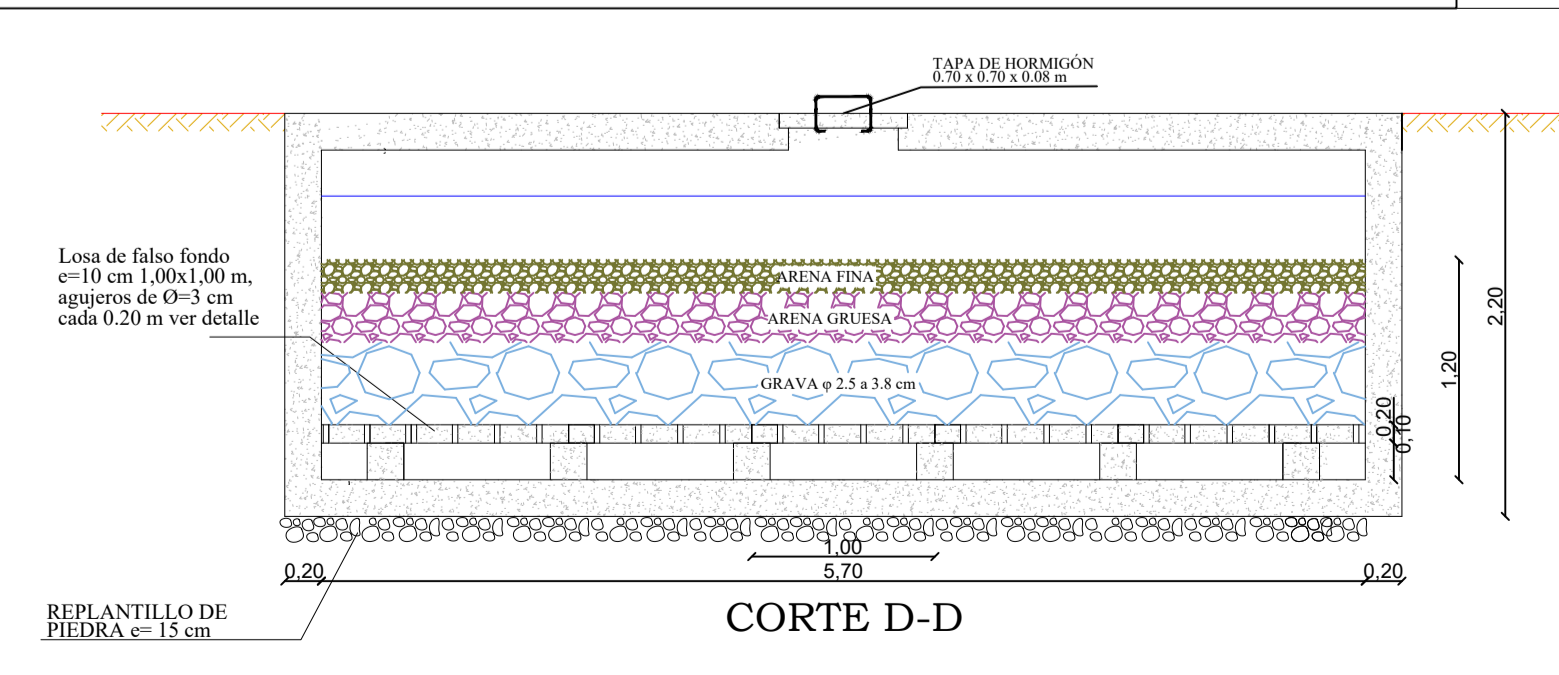 TAPA DE HORMIGÓN
0.70 x 0.70 x 0.08 m
Losa de falso fondo
e=10 cm 1,00x1,00 m,
agujeros de Ø=3 cm
cada 0.20 m ver detalle
ARENA FINA
ARENA GRUESA
GRAVA φ 2.5 a 3.8 cm
2,20
1,20
0,20
0,10
1,00
0,20
5,70
0,20
REPLANTILLO DE
PIEDRA e= 15 cm
CORTE D-D